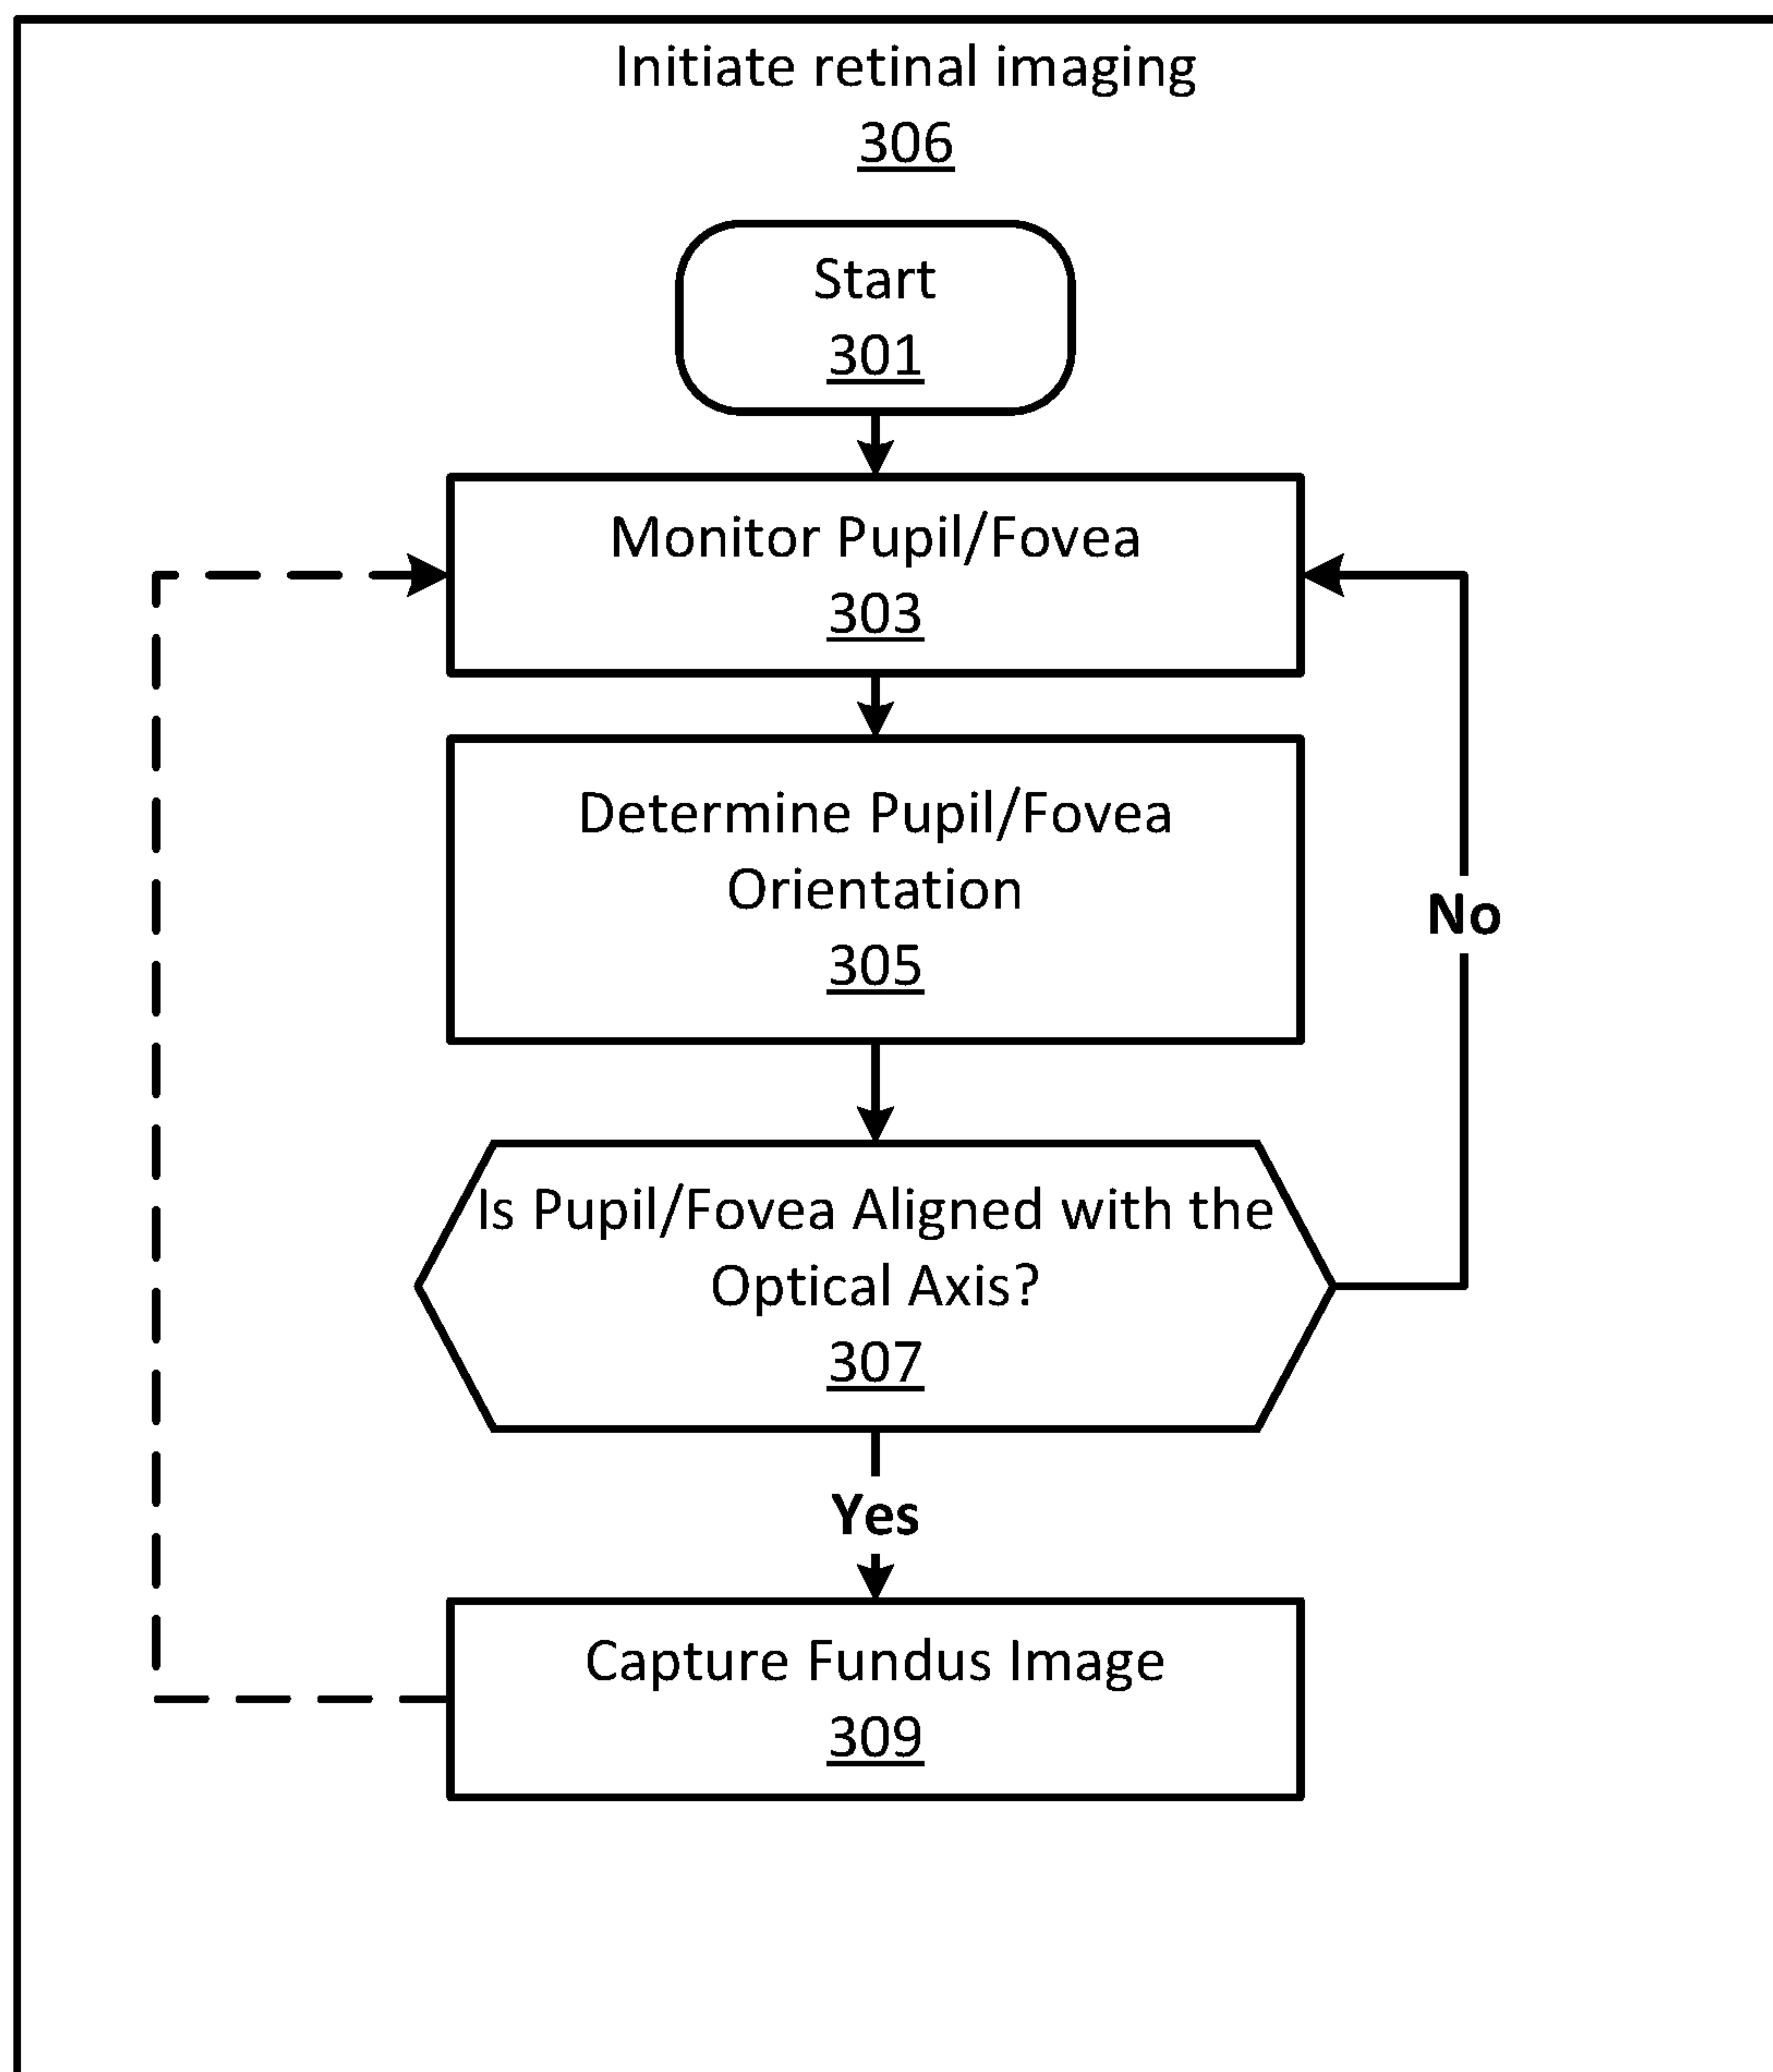 Initiate retinal imaging
306
Start
301
Monitor Pupil/Fovea
303
Determine Pupil/Fovea
Orientation
305
No
Is Pupil/Fovea Aligned with the
Optical Axis?
307
Yes
Capture Fundus Image
309